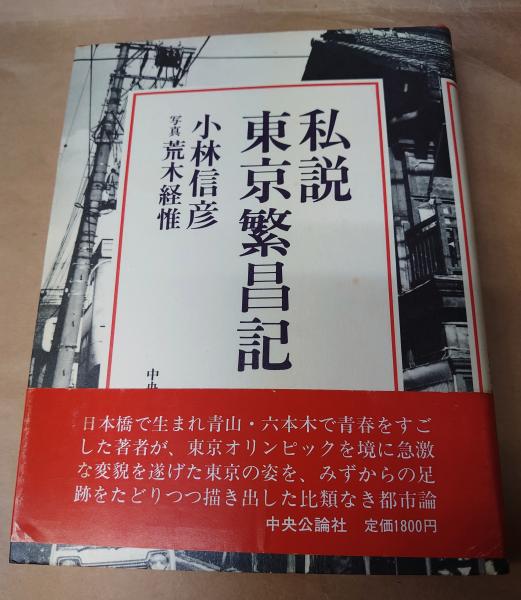 私説
東京繁昌記
小林信彦
写真 荒木経惟
中央
日本橋で生まれ青山・六本木で青春をすご
した著者が、東京オリンピックを境に急激
な変貌を遂げた東京の姿を、みずからの足
跡をたどりつつ描き出した比類なき都市論
中央公論社 定価1800円